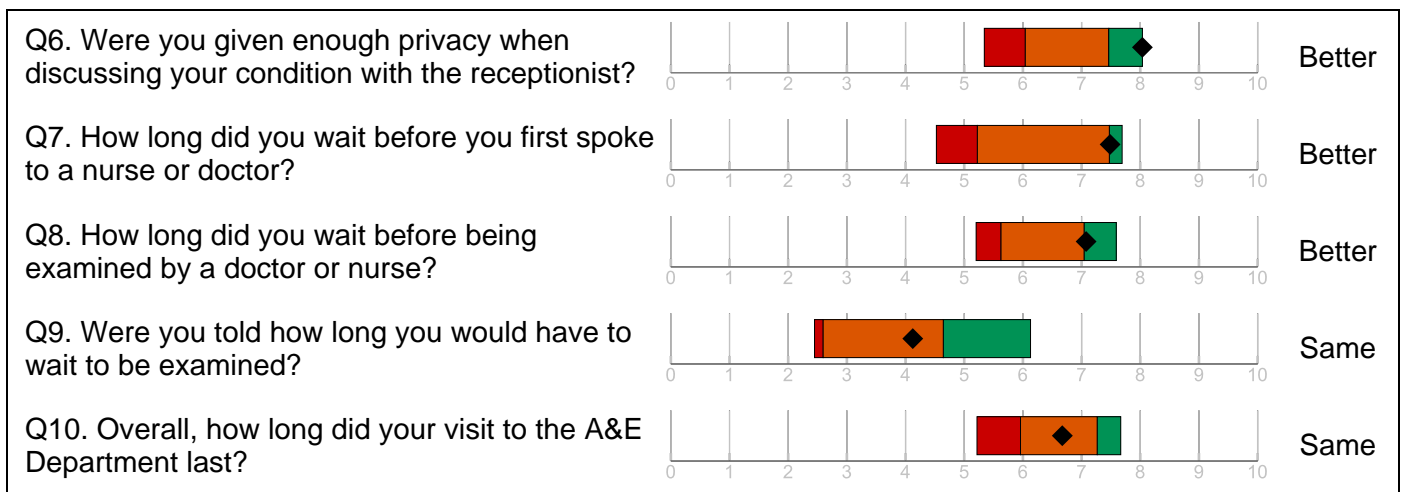 Q6. Were you given enough privacy when
discussing your condition with the receptionist?
0 1 2 3 4 5 6 7 8 9 10
Better
Q7. How long did you wait before you first spoke
to a nurse or doctor?
0 1 2 3 4 5 6 7 8 9 10
Better
Q8. How long did you wait before being
examined by a doctor or nurse?
0 1 2 3 4 5 6 7 8 9 10
Better
Q9. Were you told how long you would have to
wait to be examined?
0 1 2 3 4 5 6 7 8 9 10
Same
Q10. Overall, how long did your visit to the A&E
Department last?
0 1 2 3 4 5 6 7 8 9 10
Same